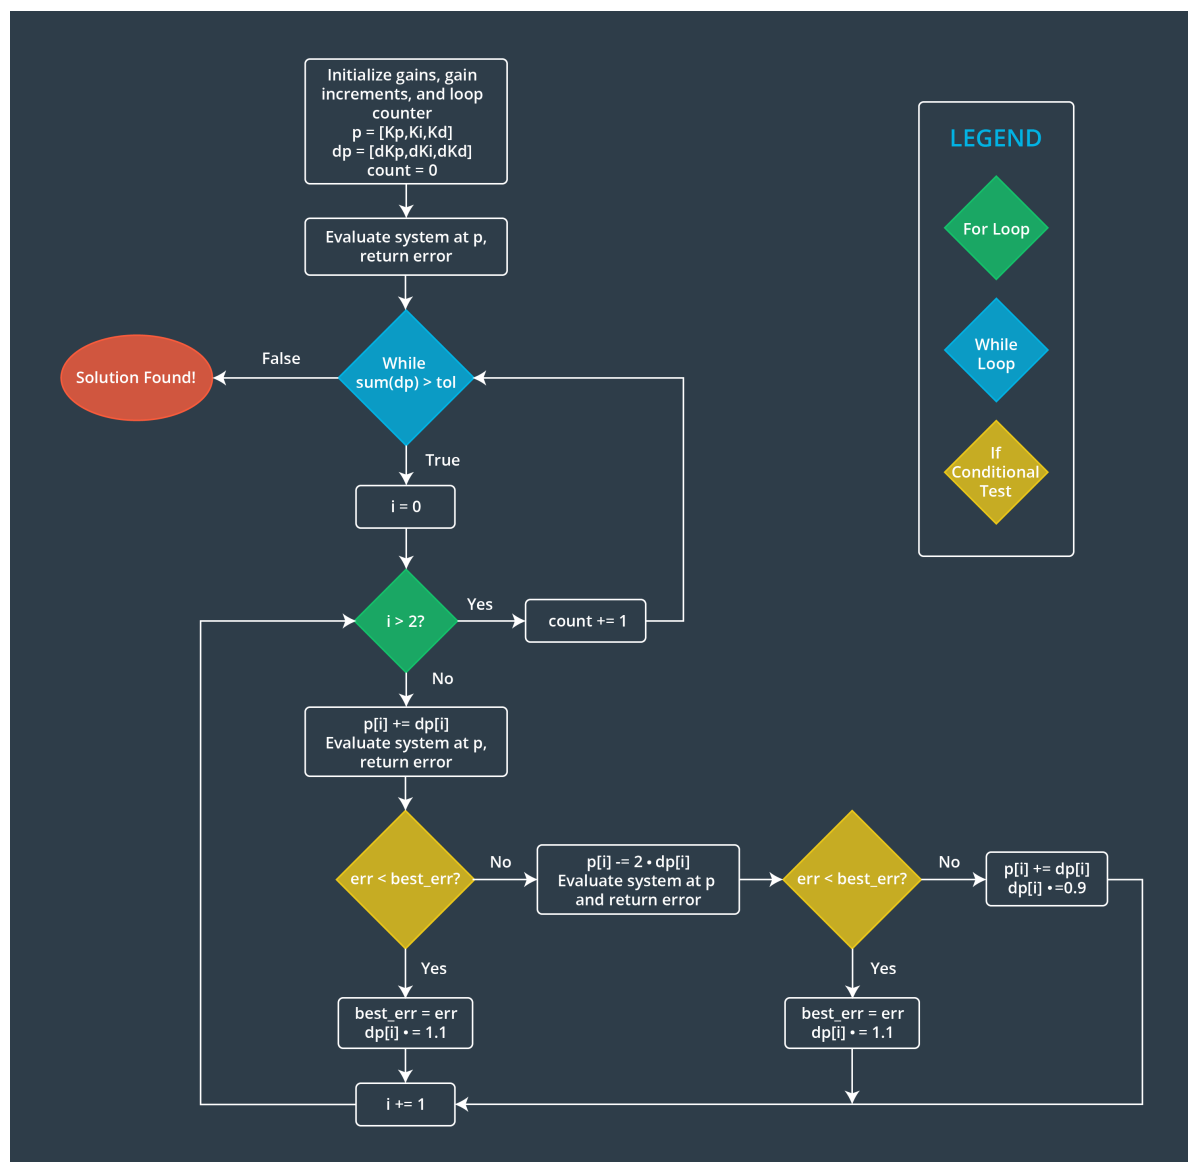 Initialize gains, gain
increments, and loop
counter
p = [Kp,Ki,Kd]
dp = [dKp,dKi,dKd]
count = 0
Evaluate system at p,
return error
While
sum(dp) > tol
False
Solution Found!
True
i = 0
i > 2?
Yes
count += 1
No
p[i] += dp[i]
Evaluate system at p,
return error
err < best_err?
No
p[i] -= 2 • dp[i]
Evaluate system at p
and return error
err < best_err?
No
p[i] += dp[i]
dp[i] •=0.9
Yes
best_err = err
dp[i] • = 1.1
Yes
best_err = err
dp[i] • = 1.1
i += 1
LEGEND
For Loop
While
Loop
If
Conditional
Test